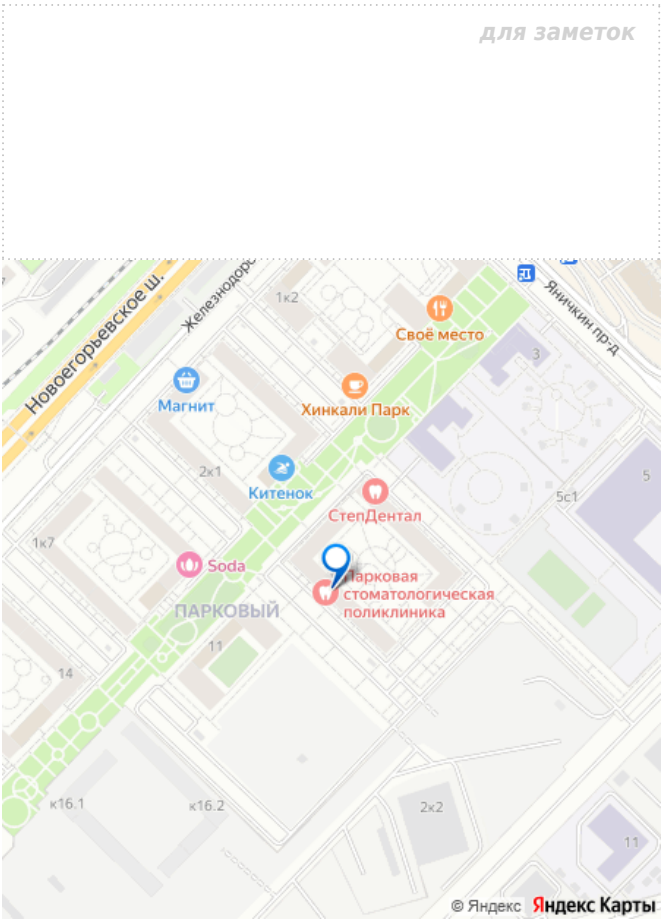 для заметок
Яничкин пр-д
Новоегорьевское ш.
1к2
Своё место
3
Магнит
Хинкали Парк
2к1
Китенок
5
5с1
СтепДентал
1к7
Soda
Парковая
стоматологическая
поликлиника
ПАРКОВЫЙ
11
14
к16.1
к16.2
2к2
11
© Яндекс Яндекс Карты